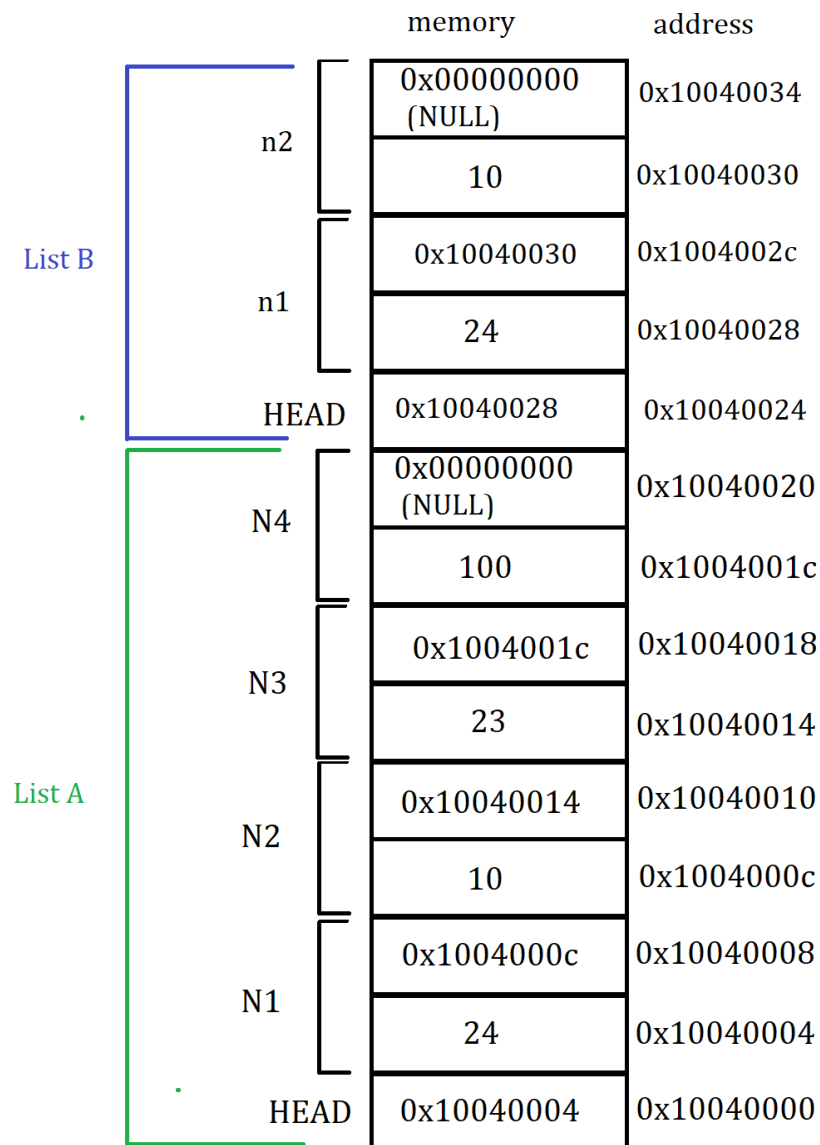 memory address
0x00000000 0x10040034
(NULL)
n2
10 0x10040030
List B
0x10040030 0x1004002c
n1
24 0x10040028
HEAD 0x10040028 0x10040024
0x00000000 0x10040020
(NULL)
N4
100 0x1004001c
0x1004001c 0x10040018
N3
23 0x10040014
List A
0x10040014 0x10040010
N2
10 0x1004000c
0x1004000c 0x10040008
N1
24 0x10040004
HEAD 0x10040004 0x10040000